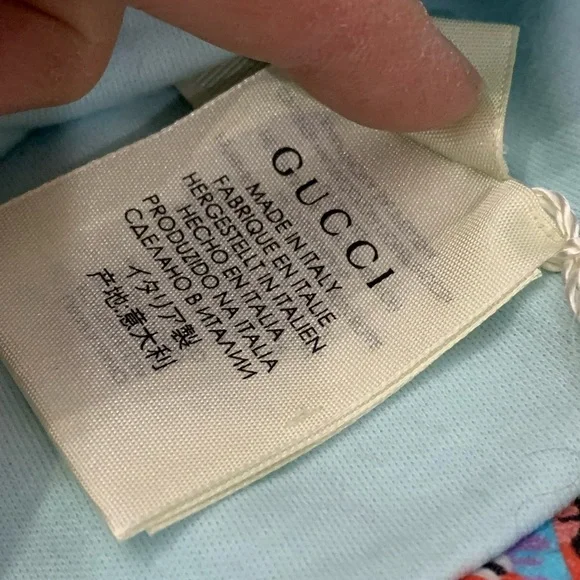 GUCCI
MADE IN ITALY
FABRIQUE EN ITALIE
HERGESTELLT IN ITALIEN
HECHO EN ITALIA
PRODUZIDO NA ITALIA
СДЕЛАНО В ИТАЛИИ
イタリア製
产地:意大利